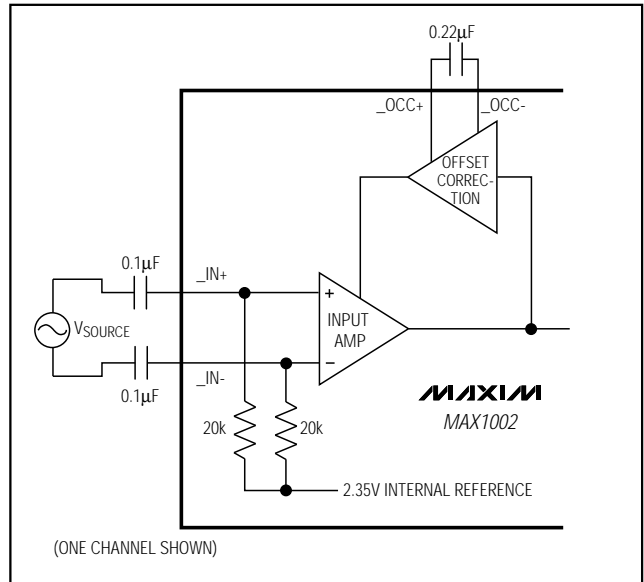 0.22µF
_OCC+
_OCC-
OFFSET
CORREC-
TION
0.1µF
_IN+
+
INPUT
AMP
VSOURCE
−
_IN-
0.1µF
MAXIM
MAX1002
20k
20k
2.35V INTERNAL REFERENCE
(ONE CHANNEL SHOWN)